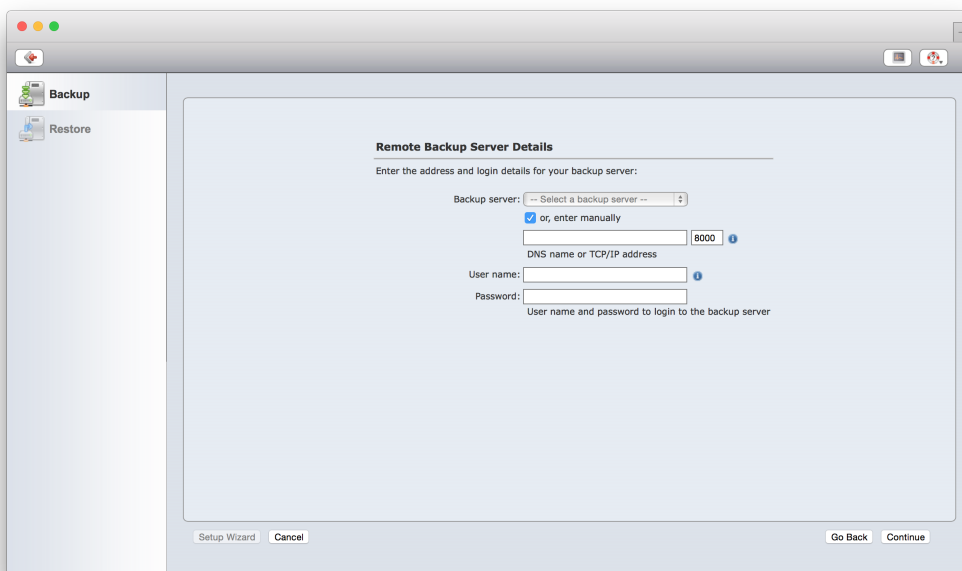 Backup
Restore
Remote Backup Server Details
Enter the address and login details for your backup server:
Backup server: -- Select a backup server --
or, enter manually
8000
DNS name or TCP/IP address
User name:
Password:
User name and password to login to the backup server
Setup Wizard Cancel Go Back Continue